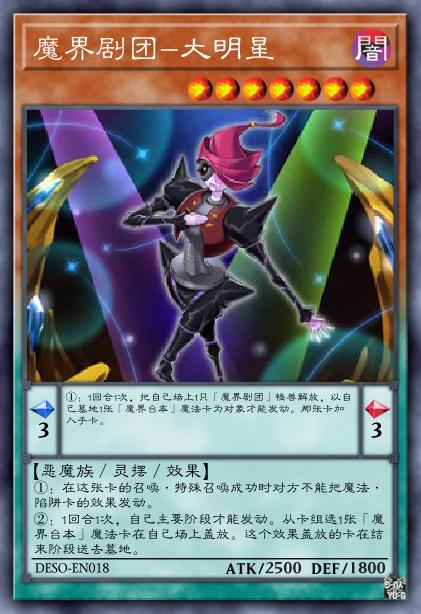 魔界剧团-大明星
闇
①：1回合1次，把自己场上1只「魔界剧团」怪兽解放，以自
己墓地1张「魔界台本」魔法卡为对象才能发动。那张卡加
入手卡。
3
3
【恶魔族／灵摆／效果】
①：在这张卡的召唤·特殊召唤成功时对方不能把魔法·
陷阱卡的效果发动。
②：1回合1次，自己主要阶段才能发动。从卡组选1张「魔
界台本」魔法卡在自己场上盖放。这个效果盖放的卡在结
束阶段送去墓地。
DESO-EN018
ATK/2500 DEF/1800